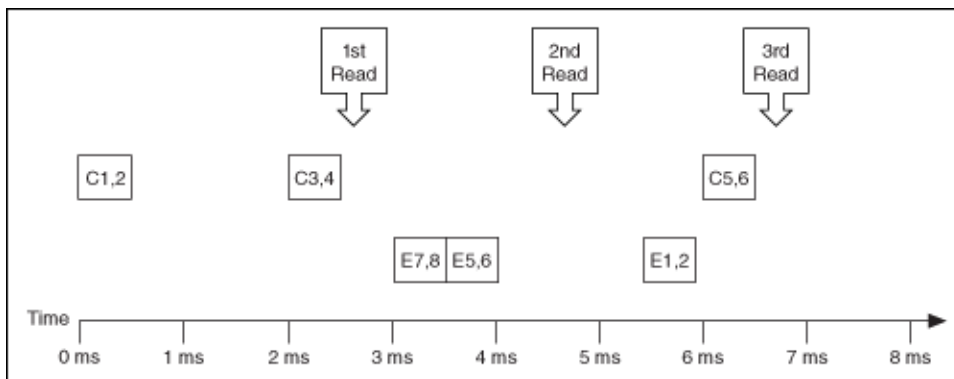 1st
Read
2nd
Read
3rd
Read
C1,2
C3,4
C5,6
E7,8
E5,6
E1,2
Time
0 ms
1 ms
2 ms
3 ms
4 ms
5 ms
6 ms
7 ms
8 ms